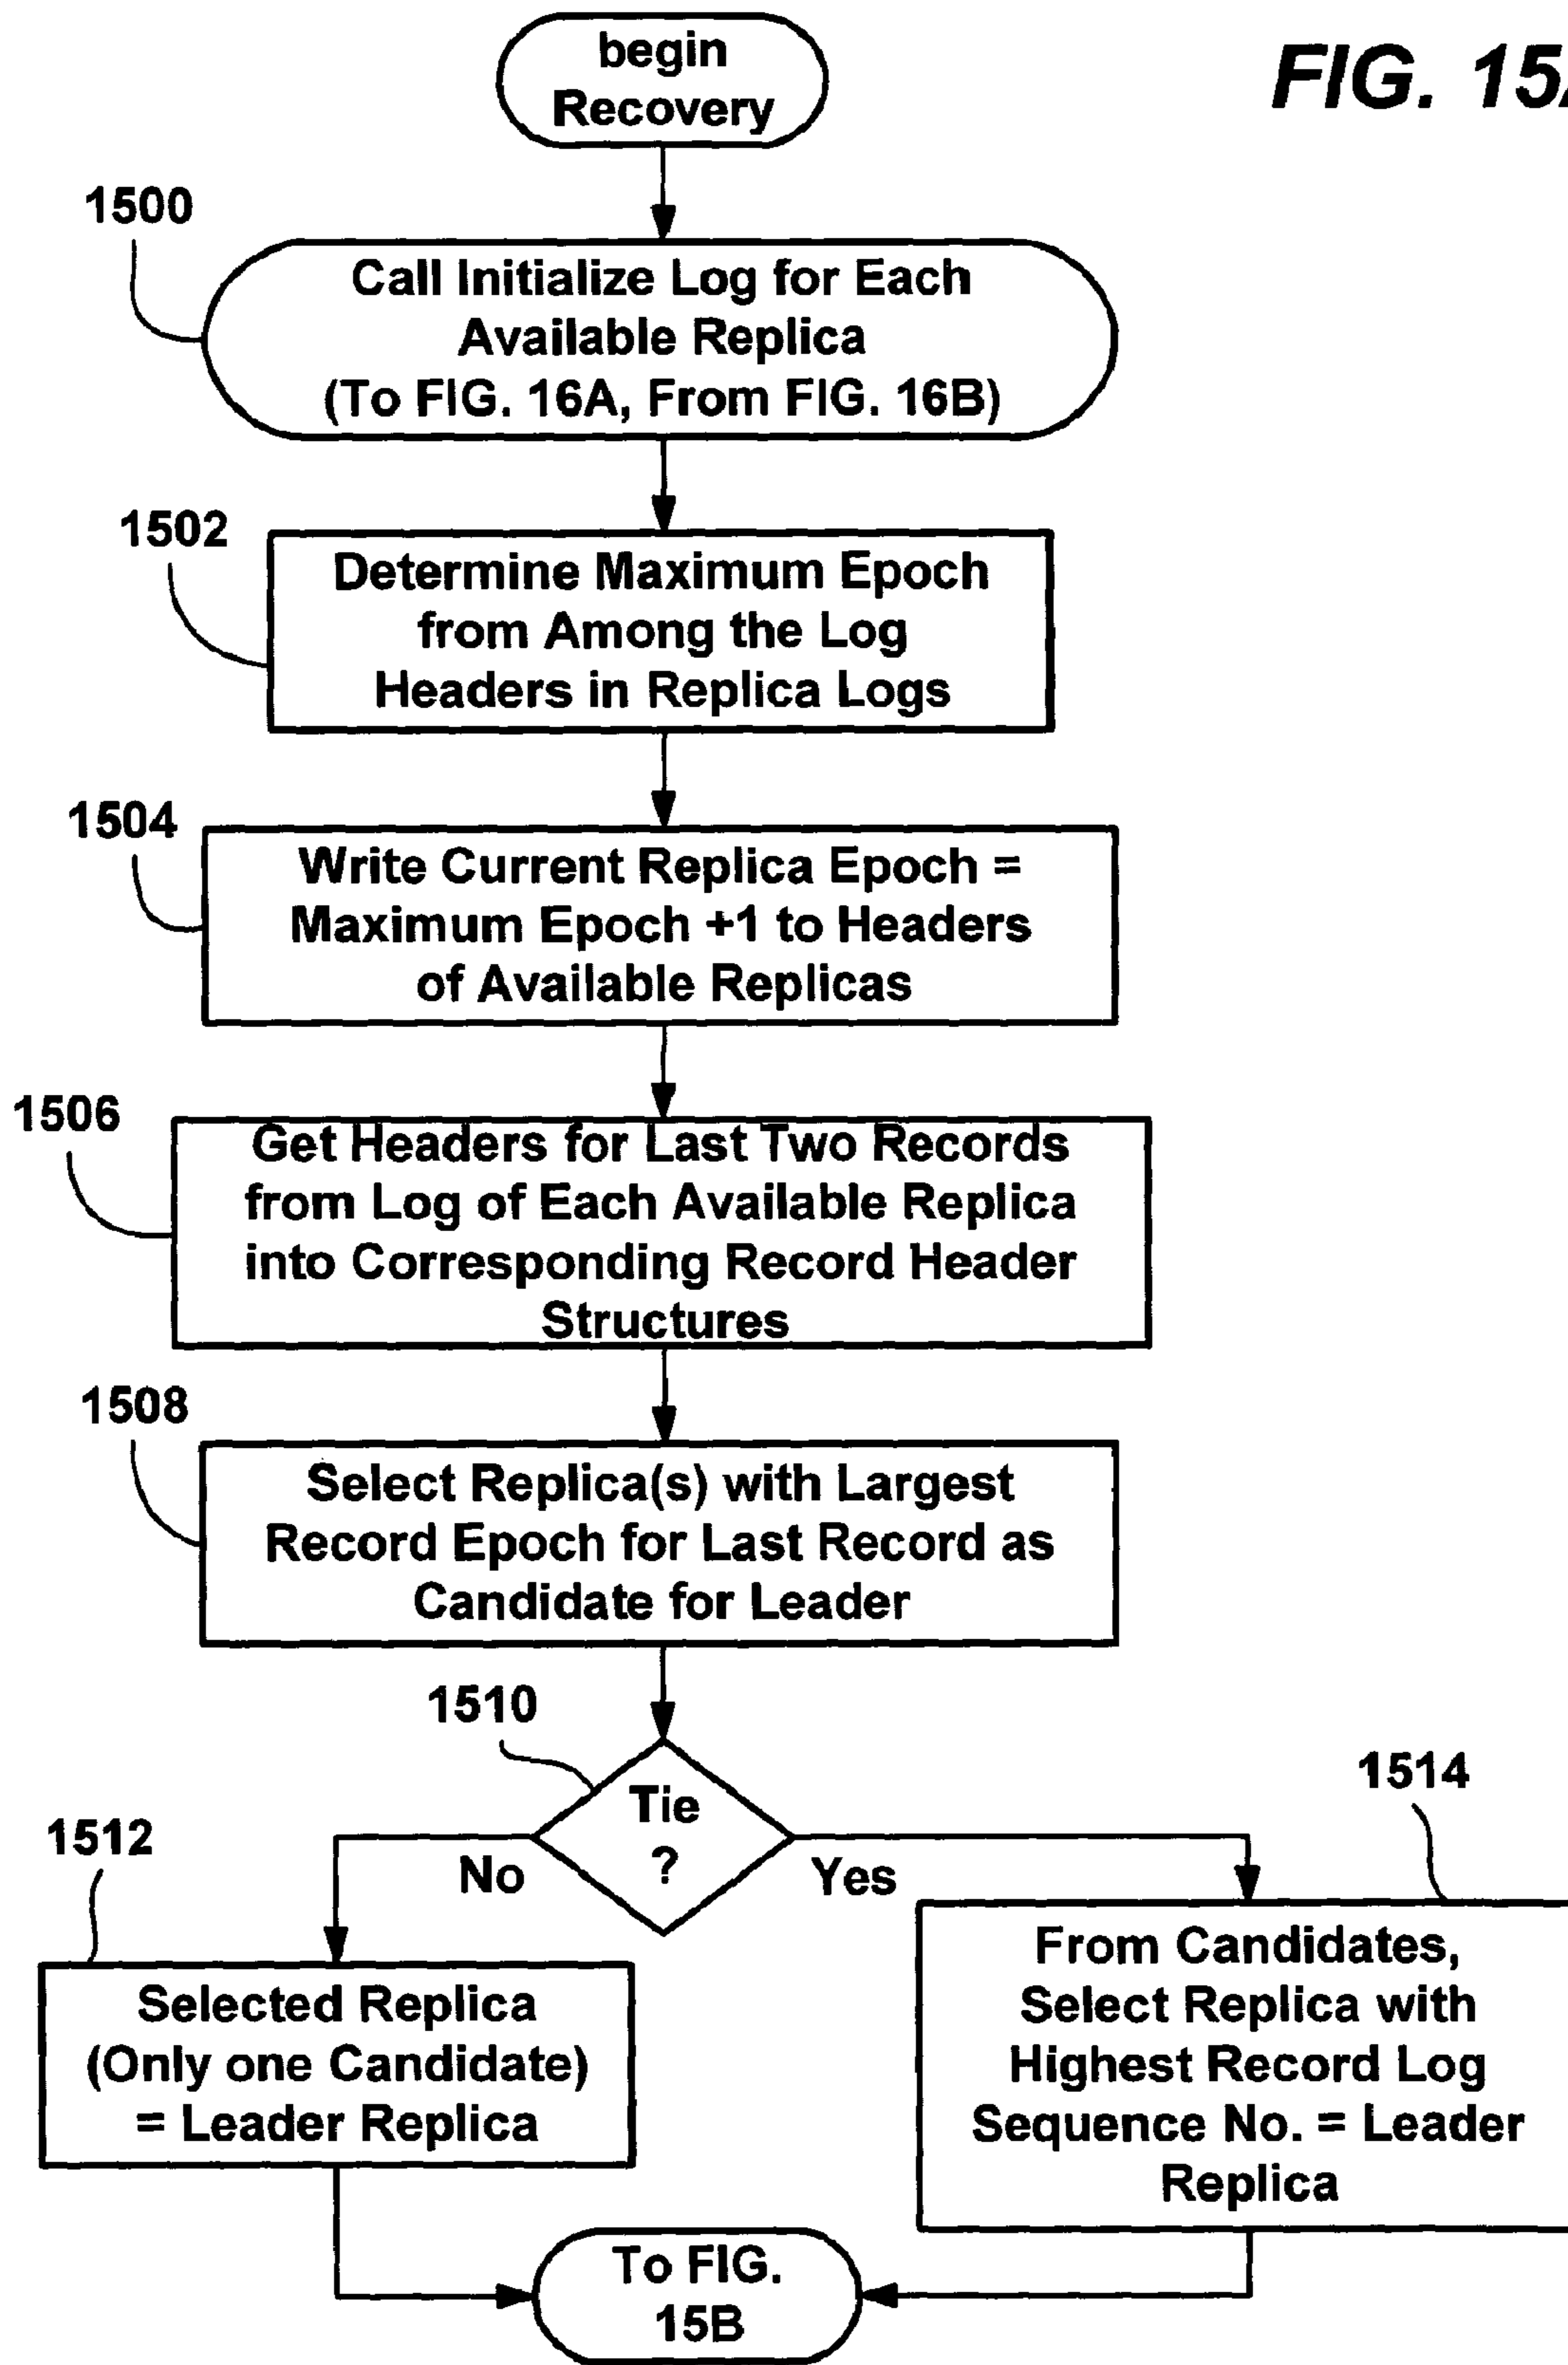 begin
Recovery
FIG. 15
1500
Call Initialize Log for Each
Available Replica
(To FIG. 16A, From FIG. 16B)
1502
Determine Maximum Epoch
from Among the Log
Headers in Replica Logs
1504
Write Current Replica Epoch =
Maximum Epoch +1 to Headers
of Available Replicas
1506
Get Headers for Last Two Records
from Log of Each Available Replica
into Corresponding Record Header
Structures
1508
Select Replica(s) with Largest
Record Epoch for Last Record as
Candidate for Leader
1510
Tie
?
No
Yes
1512
Selected Replica
(Only one Candidate)
= Leader Replica
1514
From Candidates,
Select Replica with
Highest Record Log
Sequence No. = Leader
Replica
To FIG.
15B